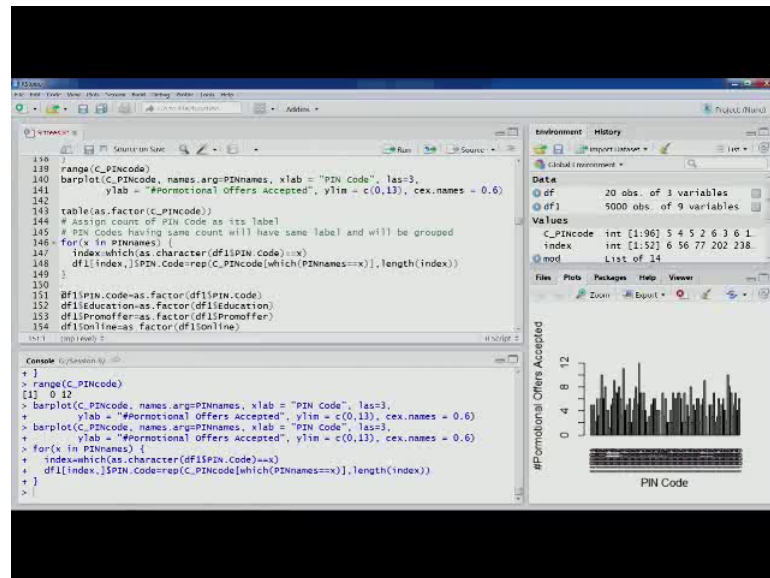 RStudio
File Edit Code View Plots Session Build Debug Profile Tools Help
Addins
Project: (None)
Source on Save
Run
Source
138 }
139 range(C_PINcode)
140 barplot(C_PINcode, names.arg=PINnames, xlab = "PIN Code", las=3,
141 ylab = "#Pormotional Offers Accepted", ylim = c(0,13), cex.names = 0.6)
142
143 table(as.factor(C_PINcode))
144 # Assign count of PIN Code as its label
145 # PIN Codes having same count will have same label and will be grouped
146 for(x in PINnames) {
147 index=which(as.character(df1$PIN.Code)==x)
148 df1[index,]$PIN.Code=rep(C_PINcode[which(PINnames==x)],length(index))
149 }
150
151 df1$PIN.Code=as.factor(df1$PIN.Code)
152 df1$Education=as.factor(df1$Education)
153 df1$Promoffer=as.factor(df1$Promoffer)
154 df1$Online=as.factor(df1$Online)
151:1 (Top Level) R Script
Console
+ }
> range(C_PINcode)
[1] 0 12
> barplot(C_PINcode, names.arg=PINnames, xlab = "PIN Code", las=3,
+ ylab = "#Pormotional Offers Accepted", ylim = c(0,13), cex.names = 0.6)
> barplot(C_PINcode, names.arg=PINnames, xlab = "PIN Code", las=3,
+ ylab = "#Pormotional Offers Accepted", ylim = c(0,13), cex.names = 0.6)
> for(x in PINnames) {
+ index=which(as.character(df1$PIN.Code)==x)
+ df1[index,]$PIN.Code=rep(C_PINcode[which(PINnames==x)],length(index))
+ }
>
Environment History
Import Dataset List
Global Environment
Data
df 20 obs. of 3 variables
df1 5000 obs. of 9 variables
Values
C_PINcode int [1:96] 5 4 5 2 6 3 6 1…
index int [1:52] 6 56 77 202 238…
mod List of 14
Files Plots Packages Help Viewer
Zoom Export
#Pormotional Offers Accepted
12
8
4
0
PIN Code